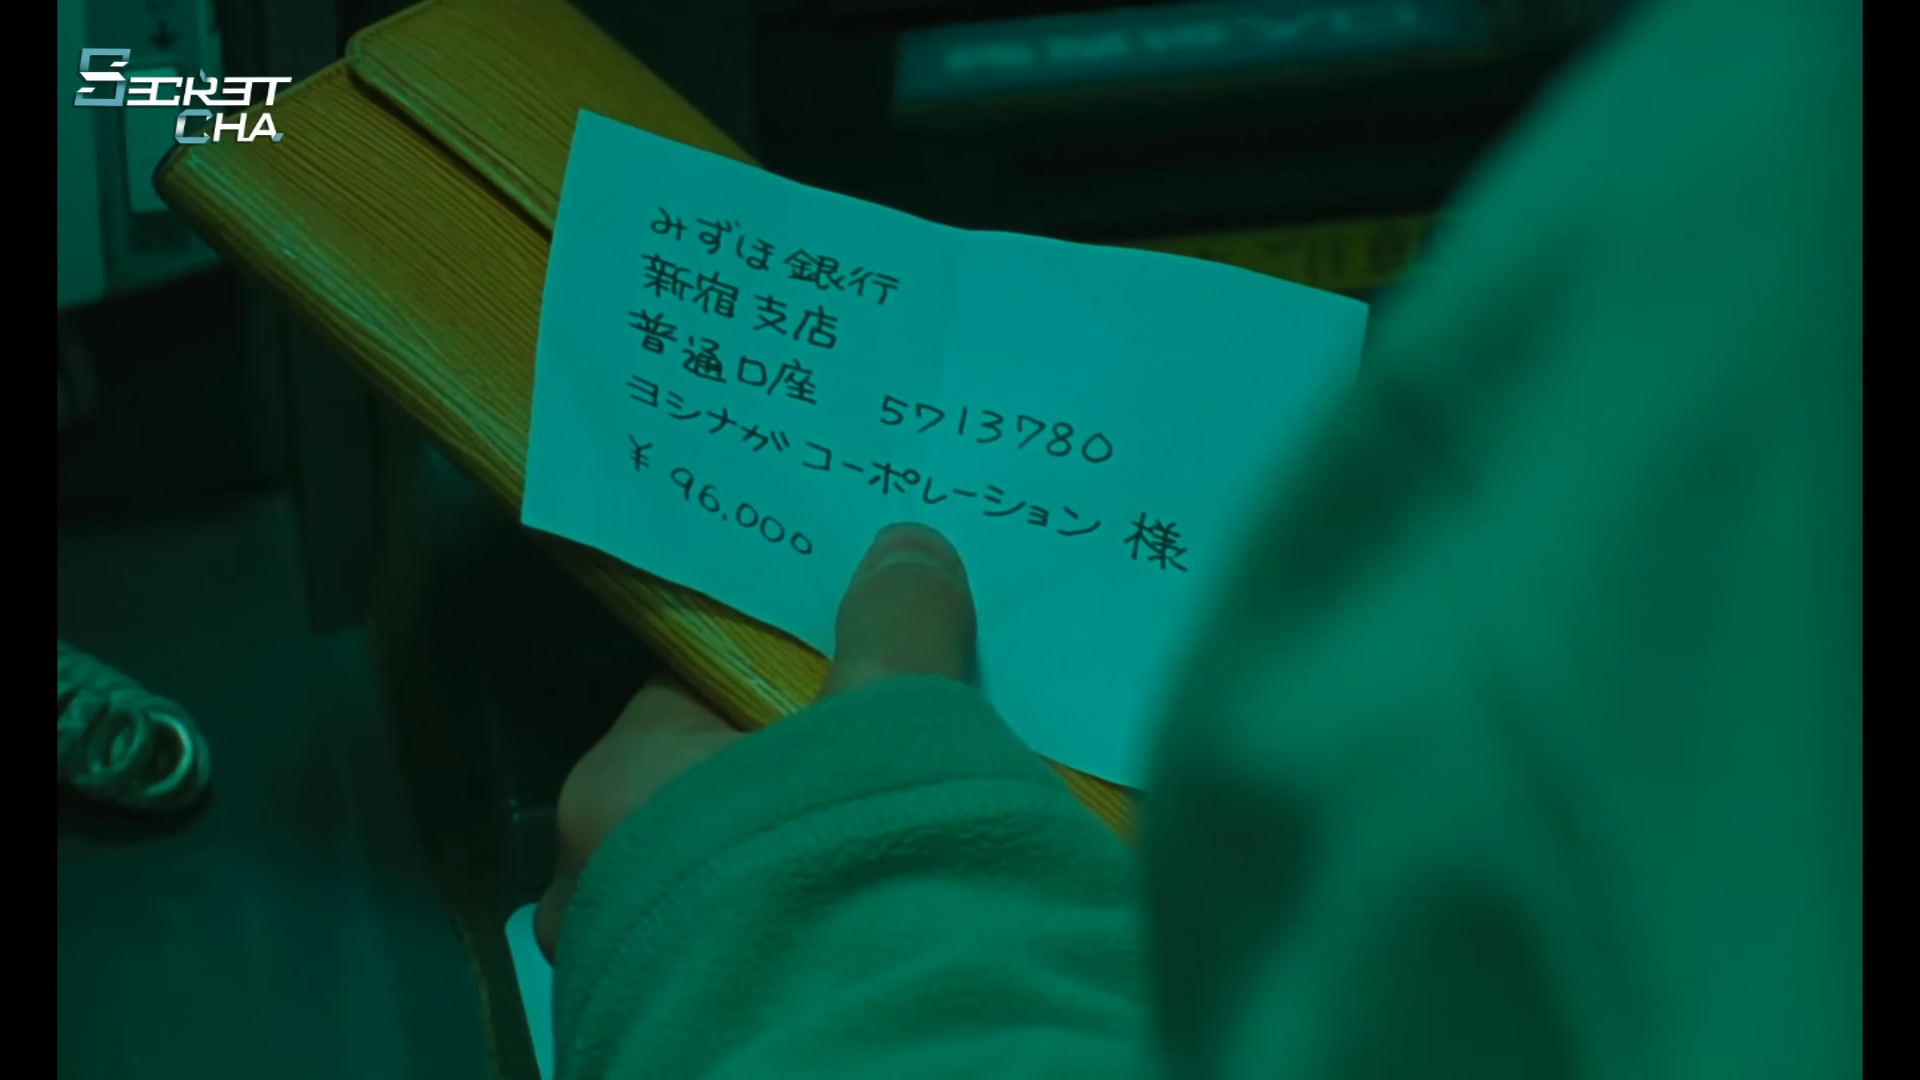 SECRET
CHA
みずほ銀行
新宿支店
普通口座 5713780
ヨシナガ コーポレーション 様
¥ 96,000